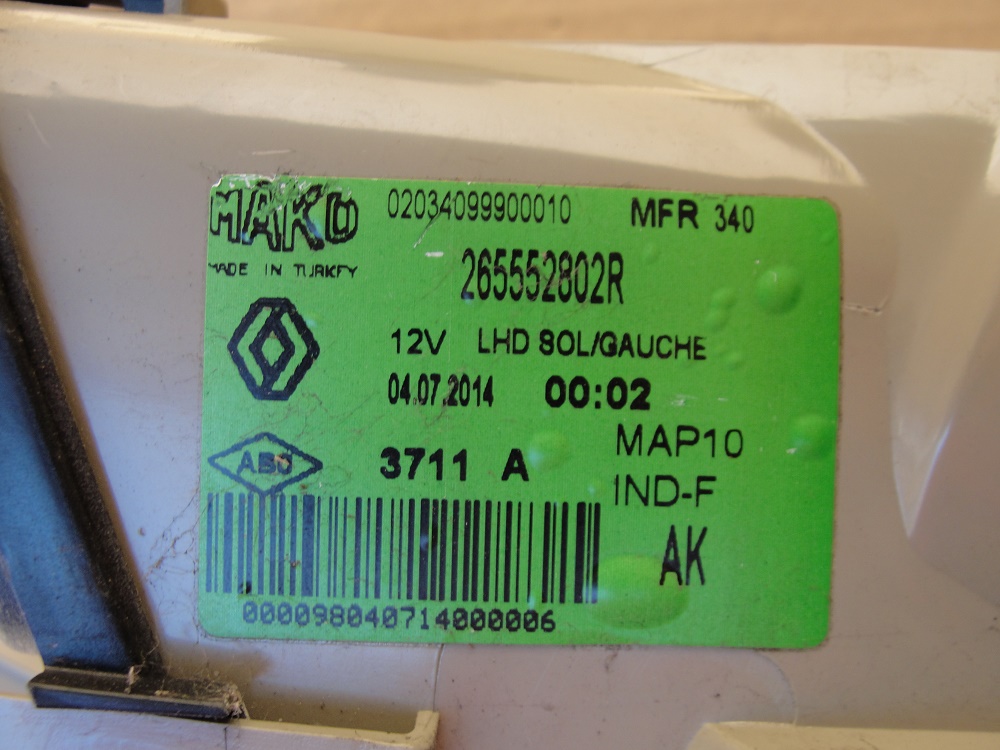 MAKO 02034099900010 MFR 340
MADE IN TURKEY
265552802R
12V LHD SOL/GAUCHE
04.07.2014 00:02
3711 A MAP10
IND-F
AK
000098040714000006